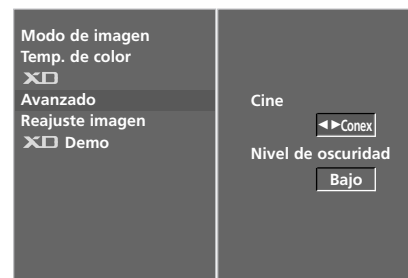 Modo de imagen
Temp. de color
XD
Avanzado
Reajuste imagen
XD Demo
Cine
◄►Conex
Nivel de oscuridad
Bajo